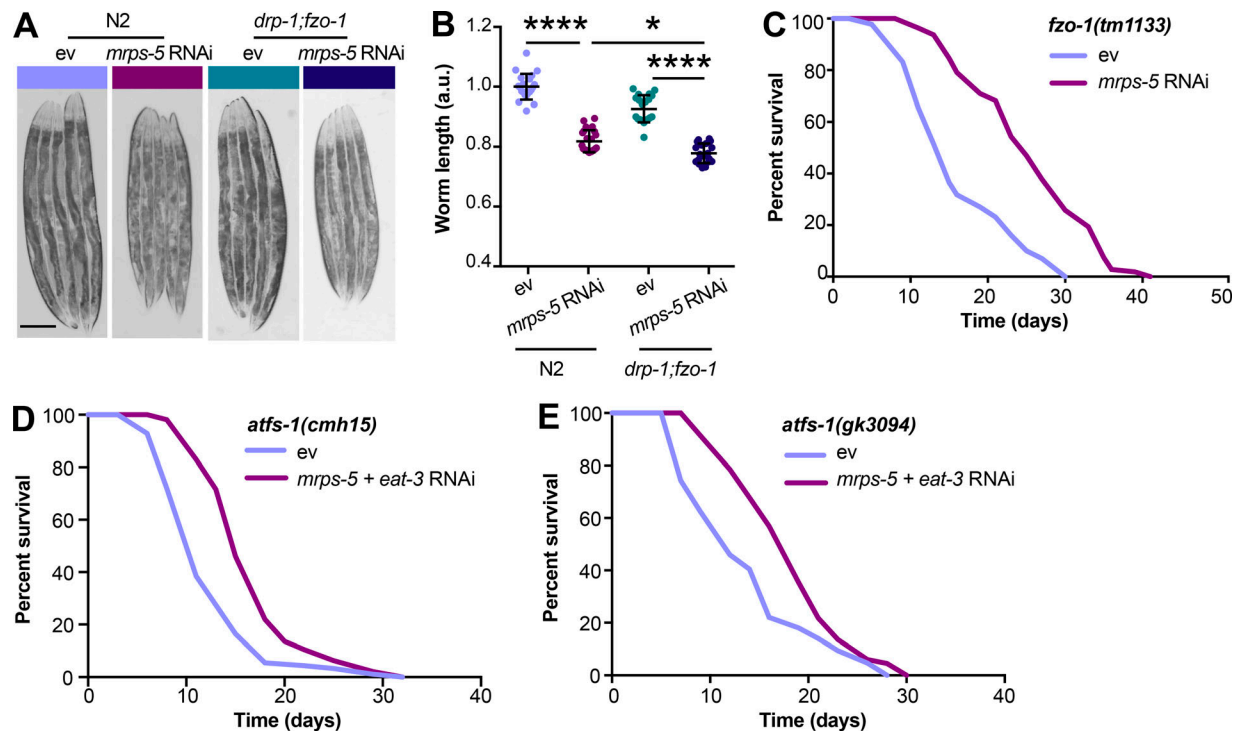 A
N2
drp-1;fzo-1
ev
mrps-5 RNAi
ev
mrps-5 RNAi
B
Worm length (a.u.)
1.2
1.0
0.8
0.6
0.4
****
*
****
ev
mrps-5 RNAi
ev
mrps-5 RNAi
N2
drp-1;fzo-1
C
fzo-1(tm1133)
ev
mrps-5 RNAi
Percent survival
100
80
60
40
20
0
0
10
20
30
40
50
Time (days)
D
atfs-1(cmh15)
ev
mrps-5 + eat-3 RNAi
Percent survival
100
80
60
40
20
0
0
10
20
30
40
Time (days)
E
atfs-1(gk3094)
ev
mrps-5 + eat-3 RNAi
Percent survival
100
80
60
40
20
0
0
10
20
30
40
Time (days)